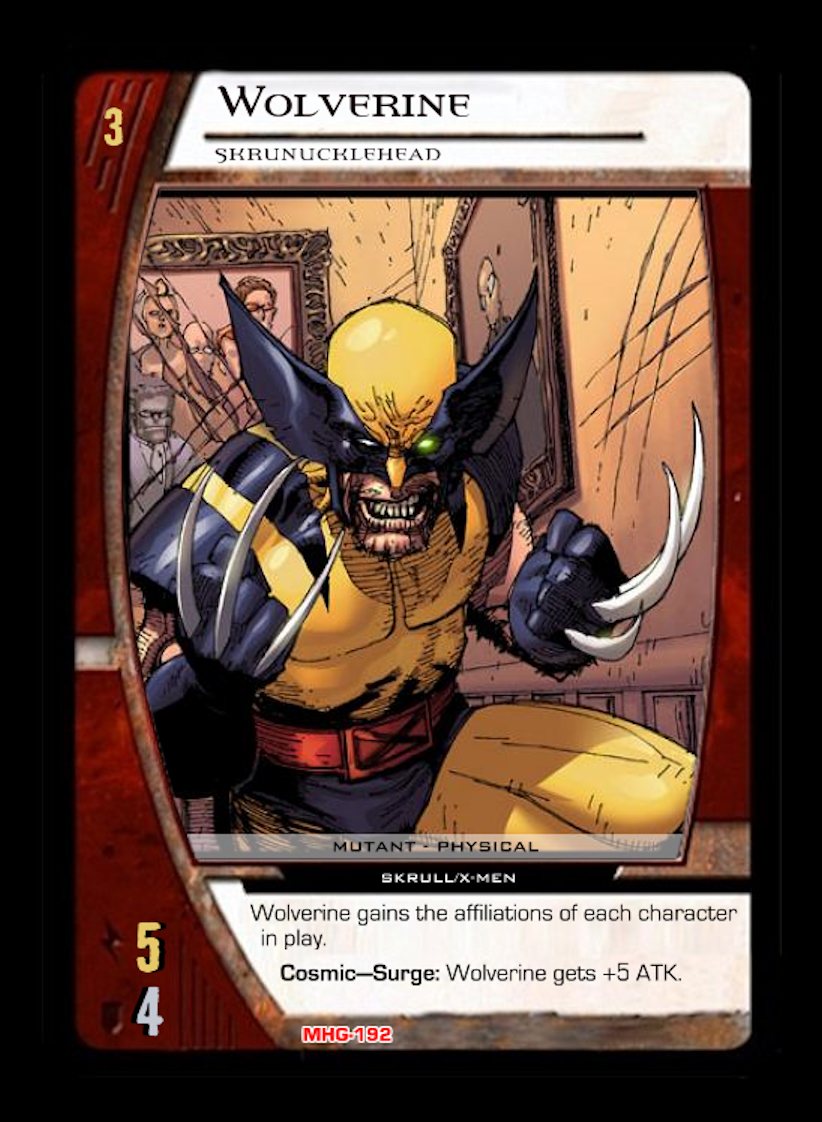 3
WOLVERINE
SKRUNUCKLEHEAD
MUTANT - PHYSICAL
SKRULL/X-MEN
Wolverine gains the affiliations of each character
in play.
Cosmic—Surge: Wolverine gets +5 ATK.
5
4
MHG-192